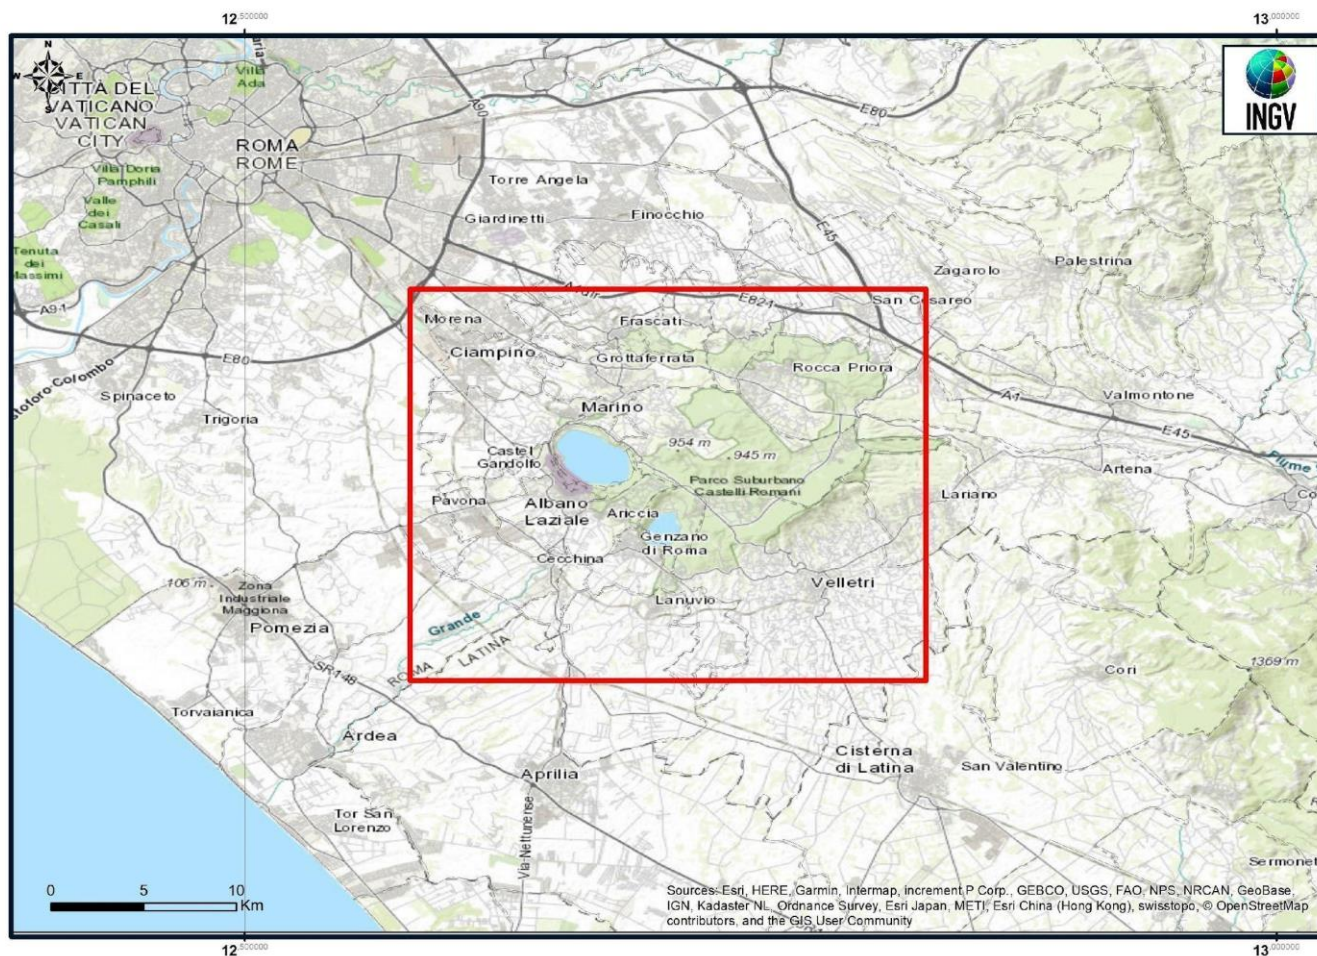 12,500000
13,000000
N
W
E
S
CITTÀ DEL
VATICANO
VATICAN
CITY
Villa
Ada
A90
E80
INGV
ROMA
ROME
Villa Doria
Pamphili
Valle
dei
Casali
Torre Angela
Giardinetti
Finocchio
E45
Tenuta
dei
Massimi
Zagarolo
Palestrina
A91
E821
San Cesareo
Morena
Frascati
E80
Ciampino
Grottaferrata
Rocca Priora
Spinaceto
Trigoria
Marino
A1
Valmontone
E45
954 m
945 m
Castel
Gandolfo
Parco Suburbano
Castelli Romani
Artena
Fiume
Pavona
Albano
Laziale
Ariccia
Lariano
Genzano
di Roma
Cecchina
106 m
Zona
Industriale
Maggiona
Velletri
Lanuvio
Pomezia
Grande
ROMA
LATINA
SR148
Cori
1369 m
Torvaianica
Ardea
Aprilia
Cisterna
di Latina
San Valentino
Tor San
Lorenzo
Via Nettunense
Sermonet
0 5 10
Km
Sources: Esri, HERE, Garmin, Intermap, increment P Corp., GEBCO, USGS, FAO, NPS, NRCAN, GeoBase,
IGN, Kadaster NL, Ordnance Survey, Esri Japan, METI, Esri China (Hong Kong), swisstopo, © OpenStreetMap
contributors, and the GIS User Community
12,500000
13,000000